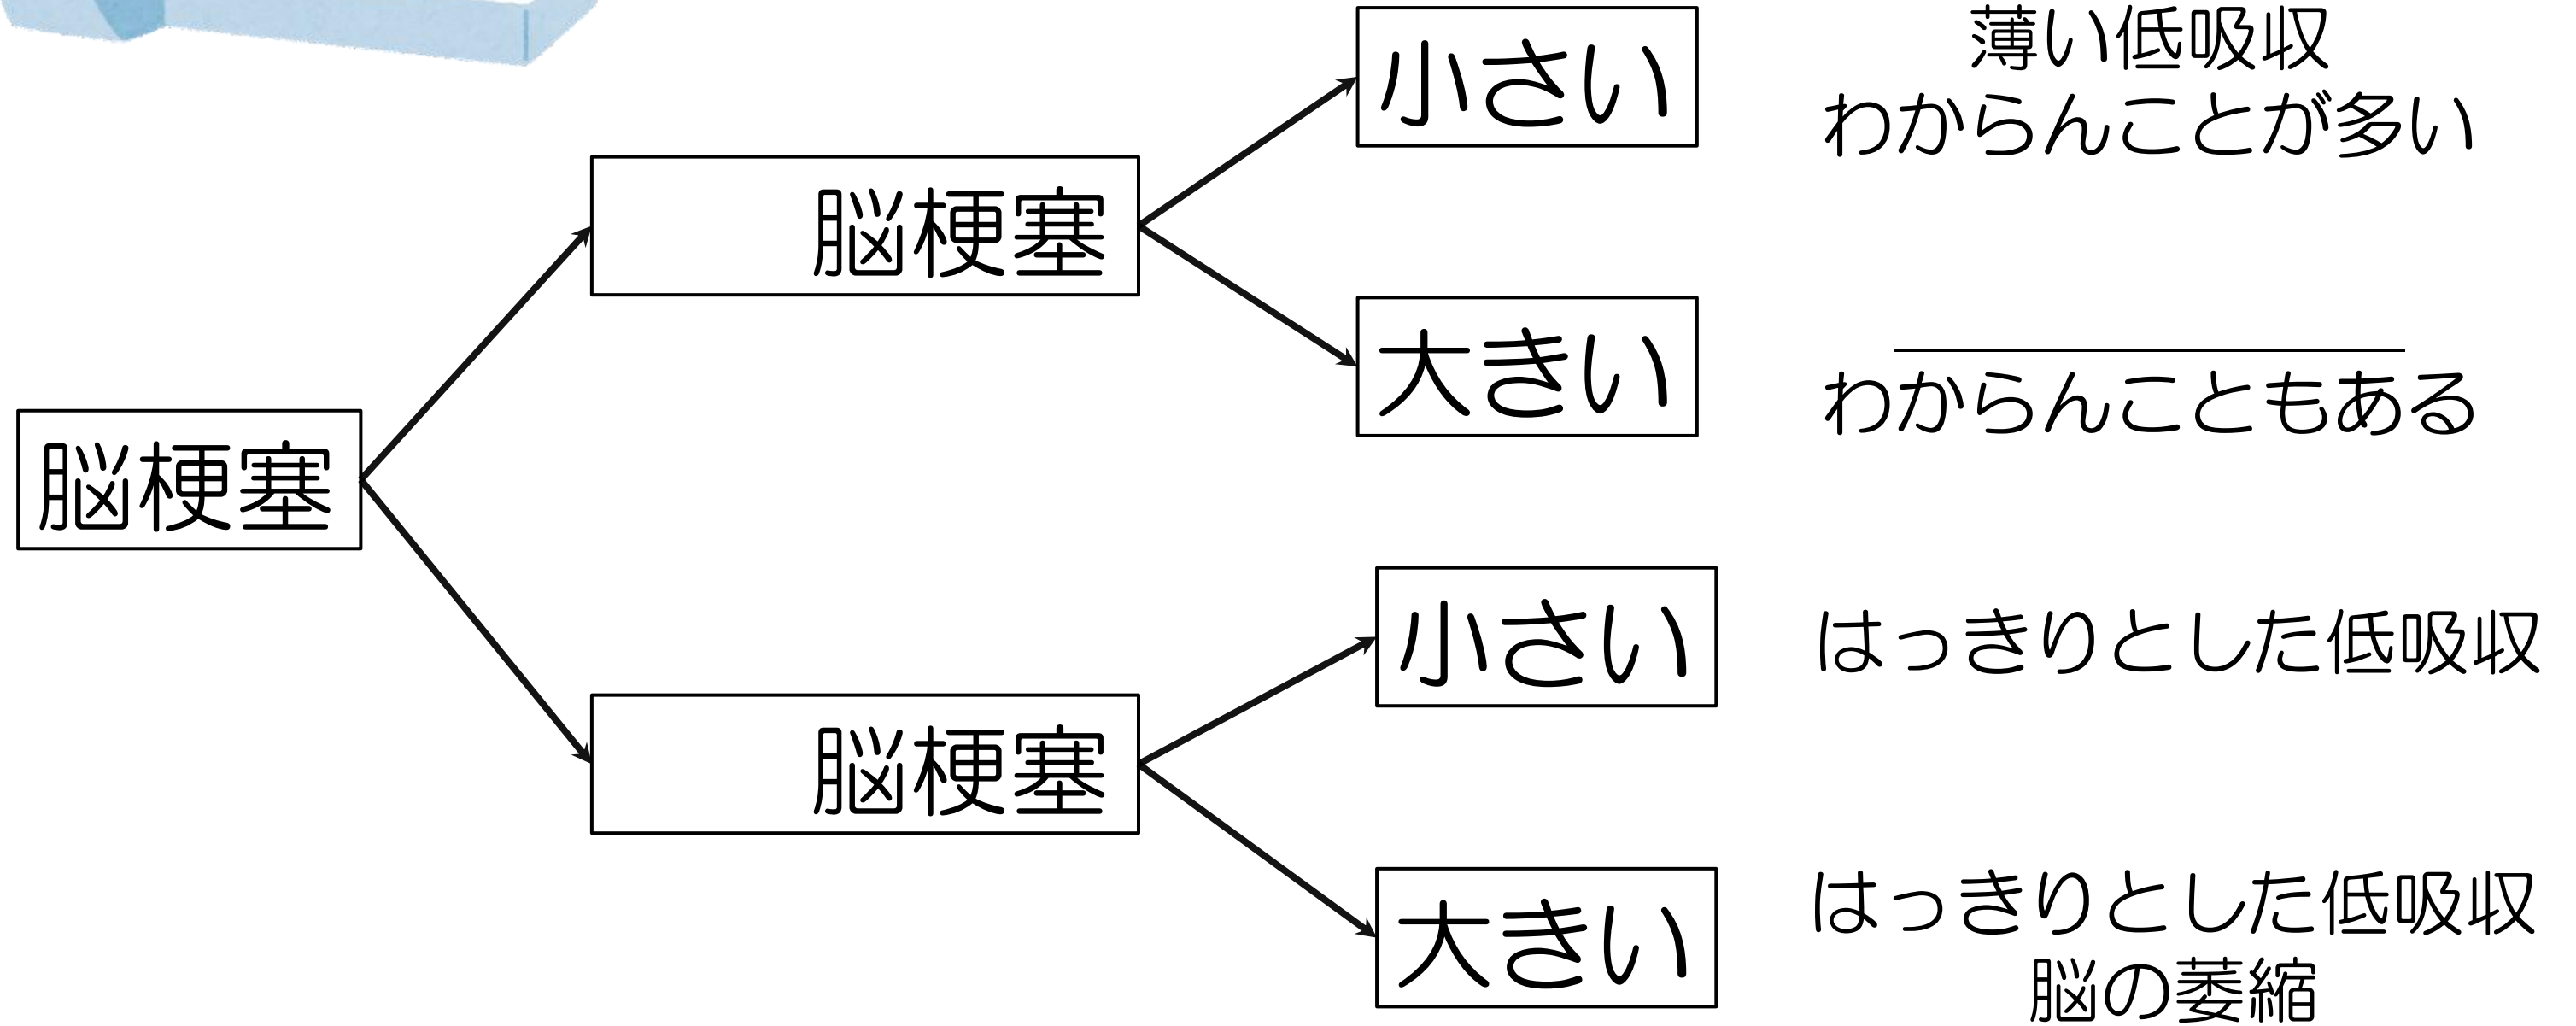 小さい
薄い低吸収
わからんことが多い
脳梗塞
大きい
わからんこともある
脳梗塞
小さい
はっきりとした低吸収
脳梗塞
大きい
はっきりとした低吸収
脳の萎縮